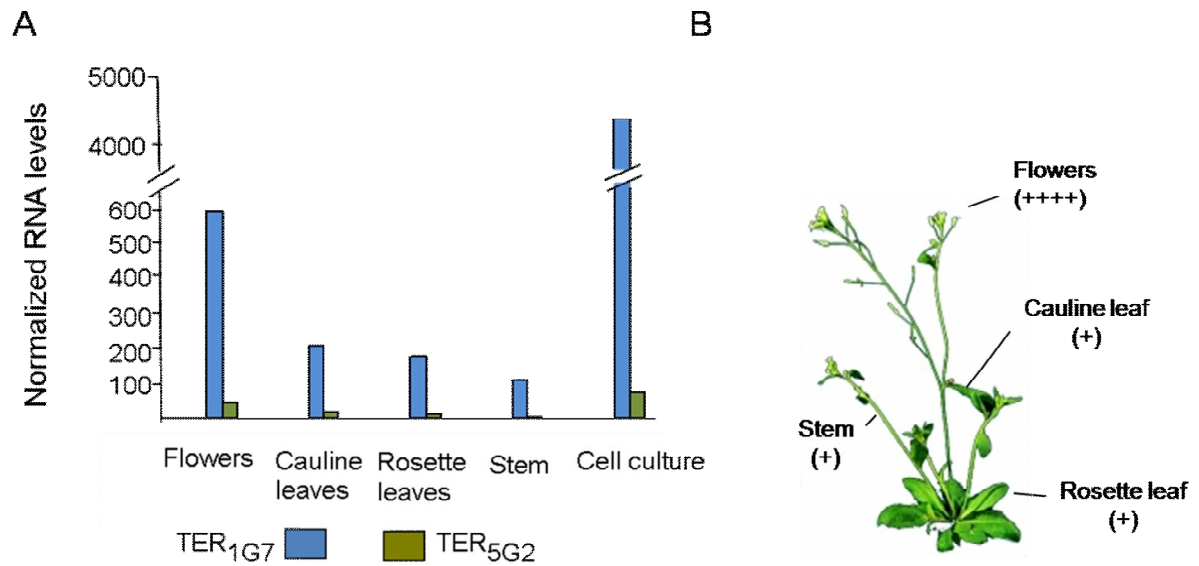 A
Normalized RNA levels
5000
4000
600
500
400
300
200
100
Flowers
Cauline
leaves
Rosette
leaves
Stem
Cell culture
TER1G7
TER5G2
B
Flowers
(++++)
Cauline leaf
(+)
Stem
(+)
Rosette leaf
(+)